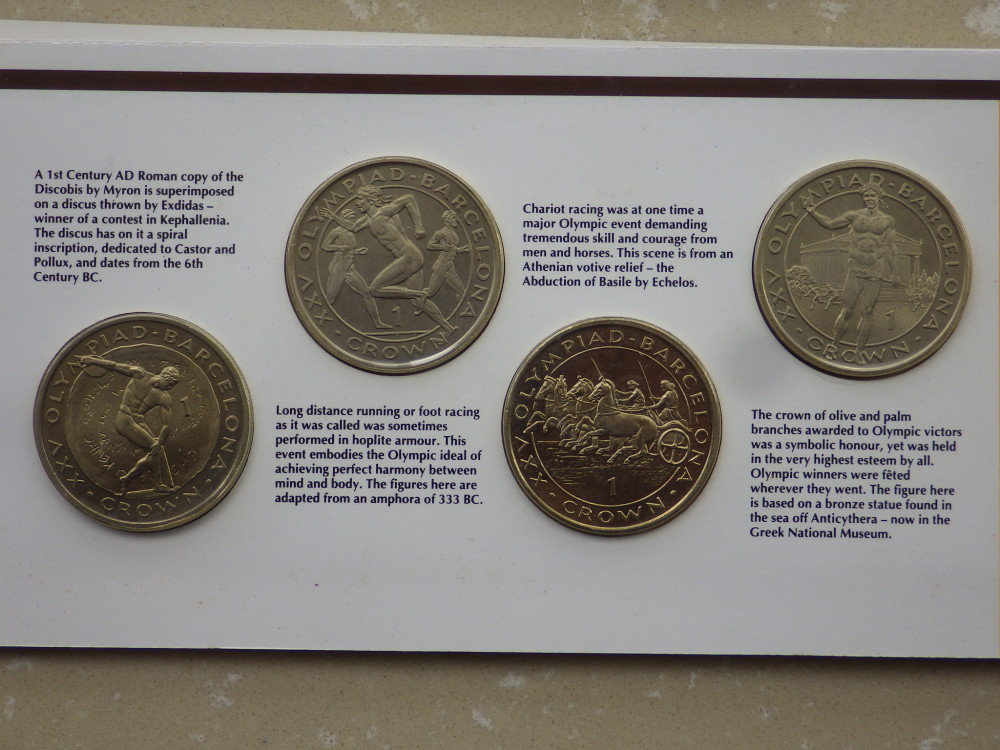 A 1st Century AD Roman copy of the
Discobis by Myron is superimposed
on a discus thrown by Exdidas –
winner of a contest in Kephallenia.
The discus has on it a spiral
inscription, dedicated to Castor and
Pollux, and dates from the 6th
Century BC.
XXV OLYMPIAD - BARCELONA
1
· CROWN ·
XXV OLYMPIAD - BARCELONA
1
· CROWN ·
Long distance running or foot racing
as it was called was sometimes
performed in hoplite armour. This
event embodies the Olympic ideal of
achieving perfect harmony between
mind and body. The figures here are
adapted from an amphora of 333 BC.
Chariot racing was at one time a
major Olympic event demanding
tremendous skill and courage from
men and horses. This scene is from an
Athenian votive relief – the
Abduction of Basile by Echelos.
XXV OLYMPIAD - BARCELONA
1
· CROWN ·
XXV OLYMPIAD - BARCELONA
1
· CROWN ·
The crown of olive and palm
branches awarded to Olympic victors
was a symbolic honour, yet was held
in the very highest esteem by all.
Olympic winners were fêted
wherever they went. The figure here
is based on a bronze statue found in
the sea off Anticythera – now in the
Greek National Museum.